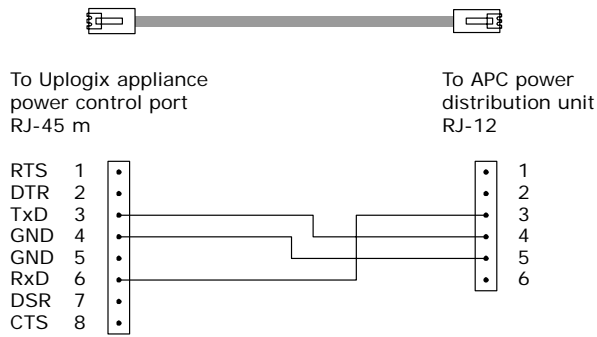 To Uplogix appliance
power control port
RJ-45 m
To APC power
distribution unit
RJ-12
RTS 1
DTR 2
TxD 3
GND 4
GND 5
RxD 6
DSR 7
CTS 8
1
2
3
4
5
6